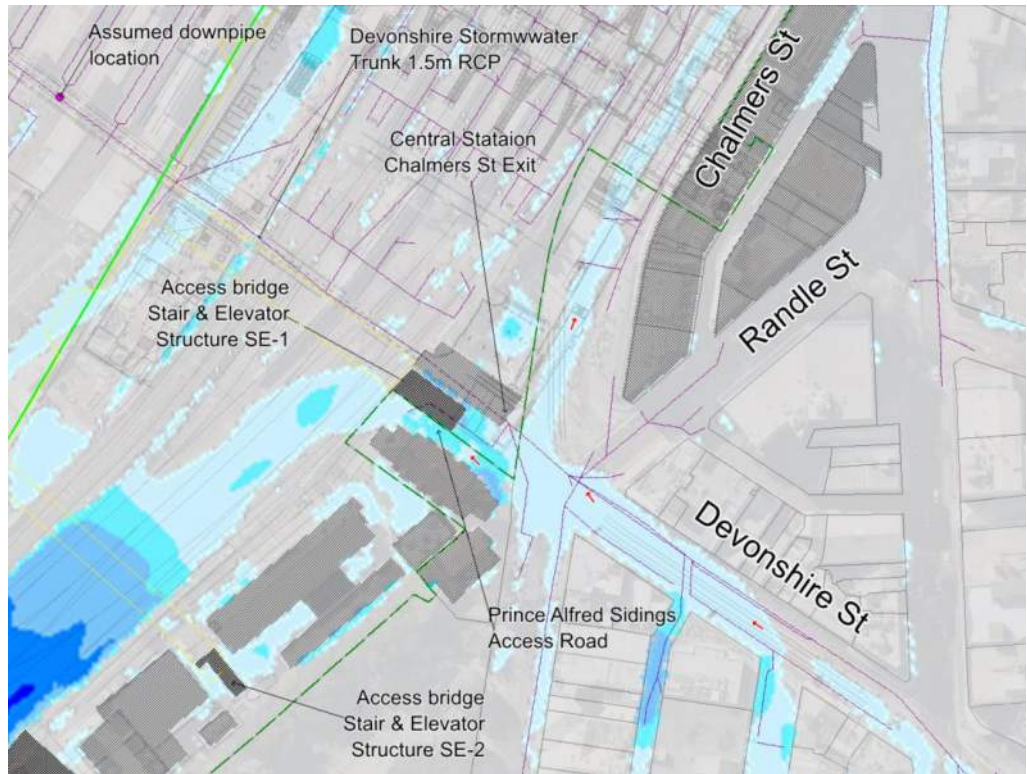 Assumed downpipe
location
Devonshire Stormwwater
Trunk 1.5m RCP
Central Stataion
Chalmers St Exit
Chalmers St
Randle St
Access bridge
Stair & Elevator
Structure SE-1
Devonshire St
Prince Alfred Sidings
Access Road
Access bridge
Stair & Elevator
Structure SE-2